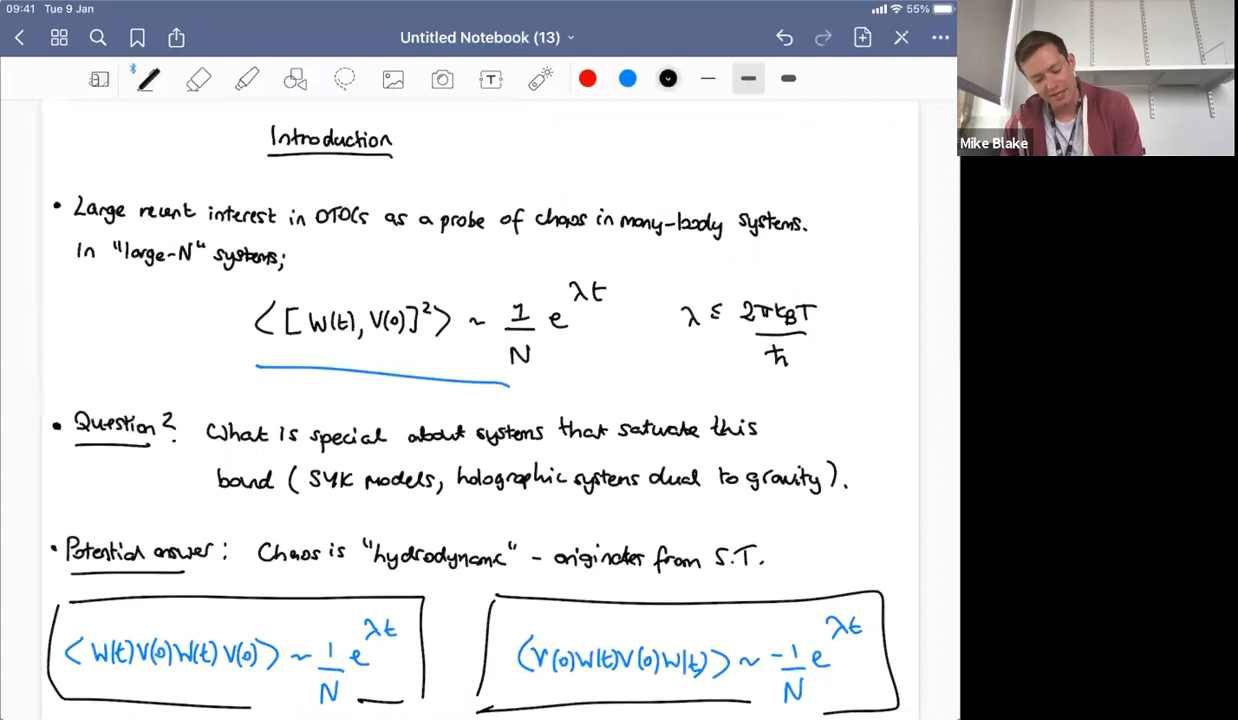 09:41 Tue 9 Jan
55%
Untitled Notebook (13)
Mike Blake
Introduction
• Large recent interest in OTOCs as a probe of chaos in many-body systems.
In "large-N" systems;
⟨[W(t), V(0)]²⟩ ~ 1/N e^{λt} λ ≤ 2πk_BT/ħ
• Question? What is special about systems that saturate this
bound (SYK models, holographic systems dual to gravity).
• Potential answer: Chaos is "hydrodynamic" - originates from S.T.
⟨W(t)V(0)W(t)V(0)⟩ ~ 1/N e^{λt}
⟨V(0)W(t)V(0)W(t)⟩ ~ -1/N e^{λt}